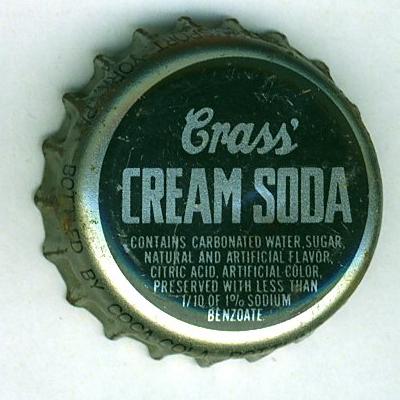 Crass'
CREAM SODA
CONTAINS CARBONATED WATER, SUGAR,
NATURAL AND ARTIFICIAL FLAVOR,
CITRIC ACID, ARTIFICIAL COLOR,
PRESERVED WITH LESS THAN
1/10 OF 1% SODIUM
BENZOATE.
BOTTLED BY COCA COLA